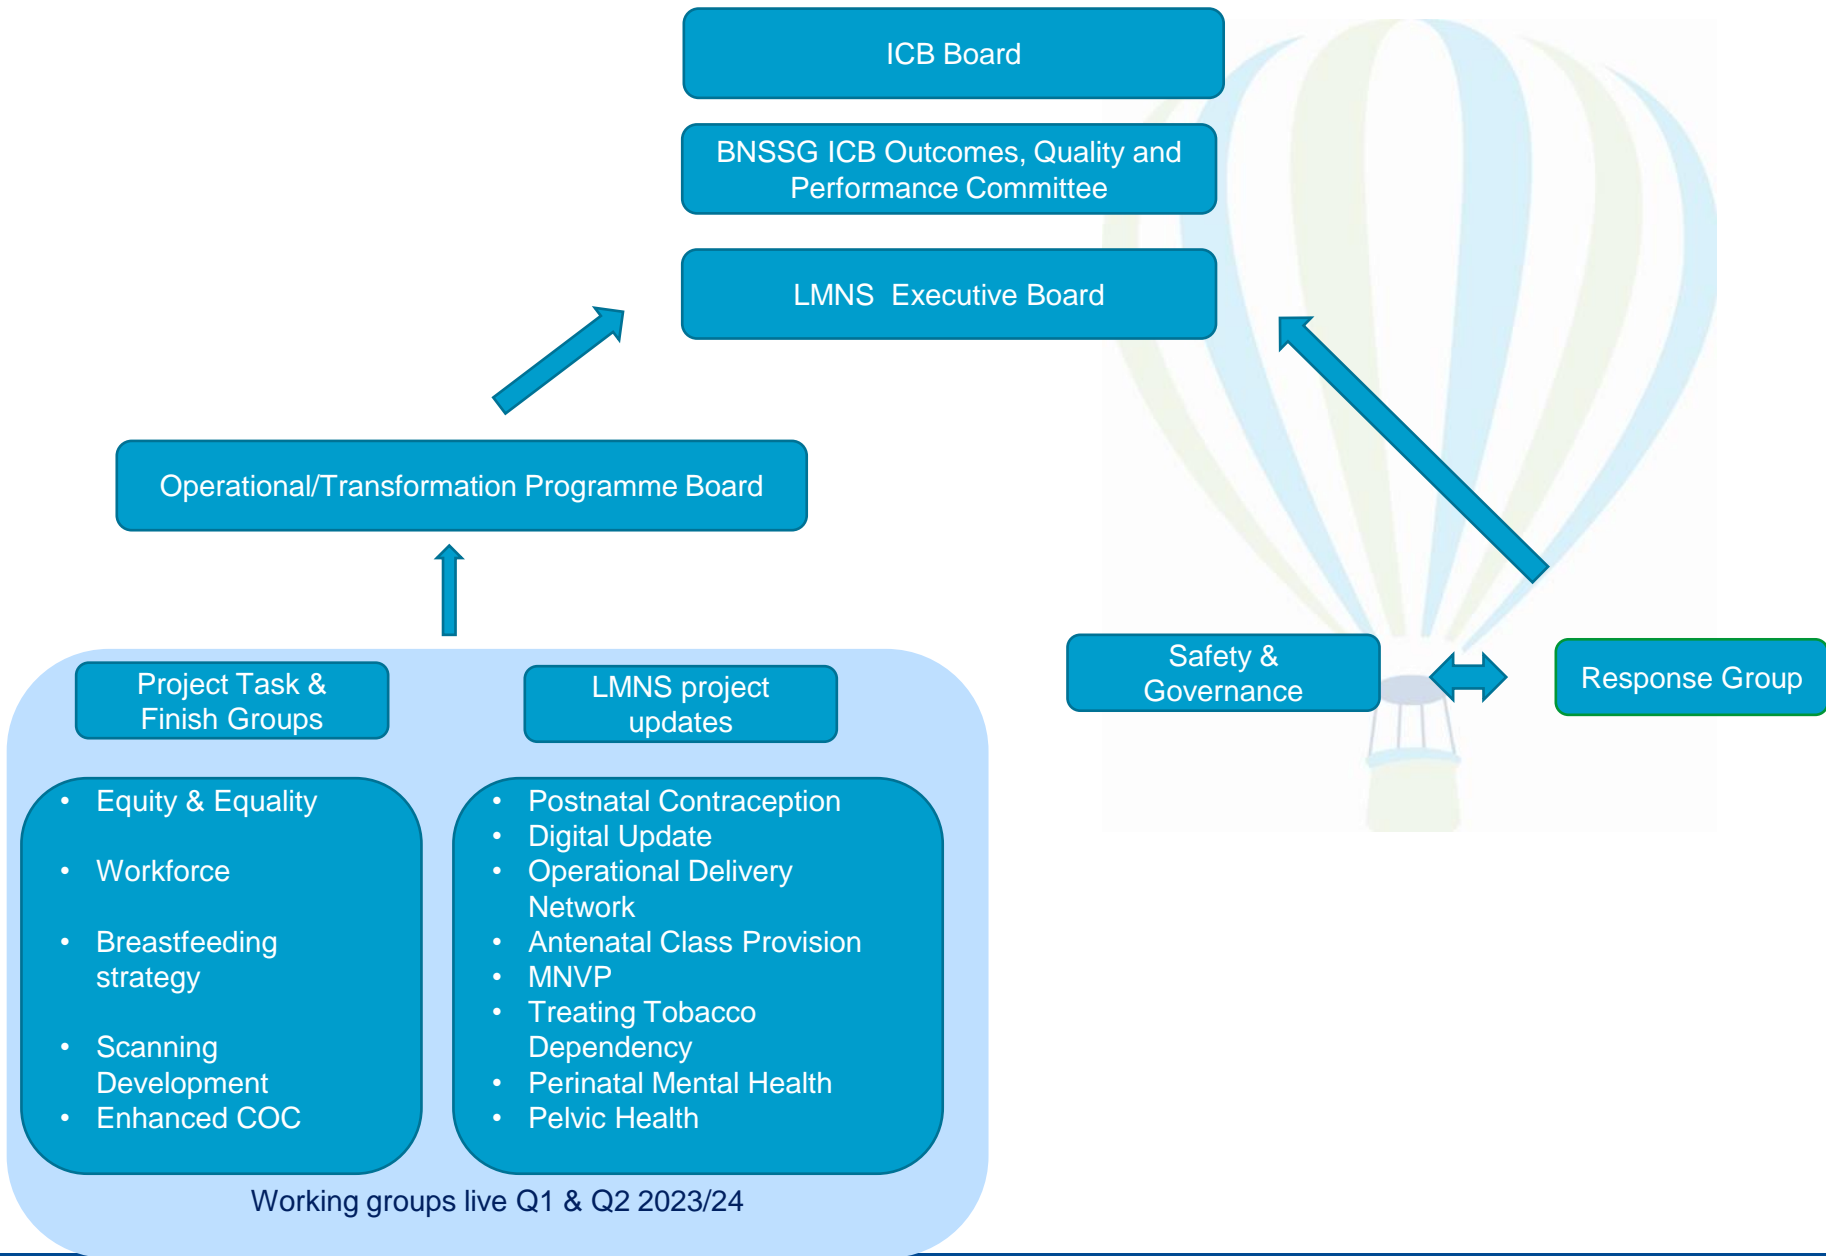 ICB Board
BNSSG ICB Outcomes, Quality and
Performance Committee
LMNS  Executive Board
Operational/Transformation Programme Board
Project Task &
Finish Groups
LMNS project
updates
Safety &
Governance
Response Group
• Equity & Equality
• Workforce
• Breastfeeding
strategy
• Scanning
Development
• Enhanced COC
• Postnatal Contraception
• Digital Update
• Operational Delivery
Network
• Antenatal Class Provision
• MNVP
• Treating Tobacco
Dependency
• Perinatal Mental Health
• Pelvic Health
Working groups live Q1 & Q2 2023/24